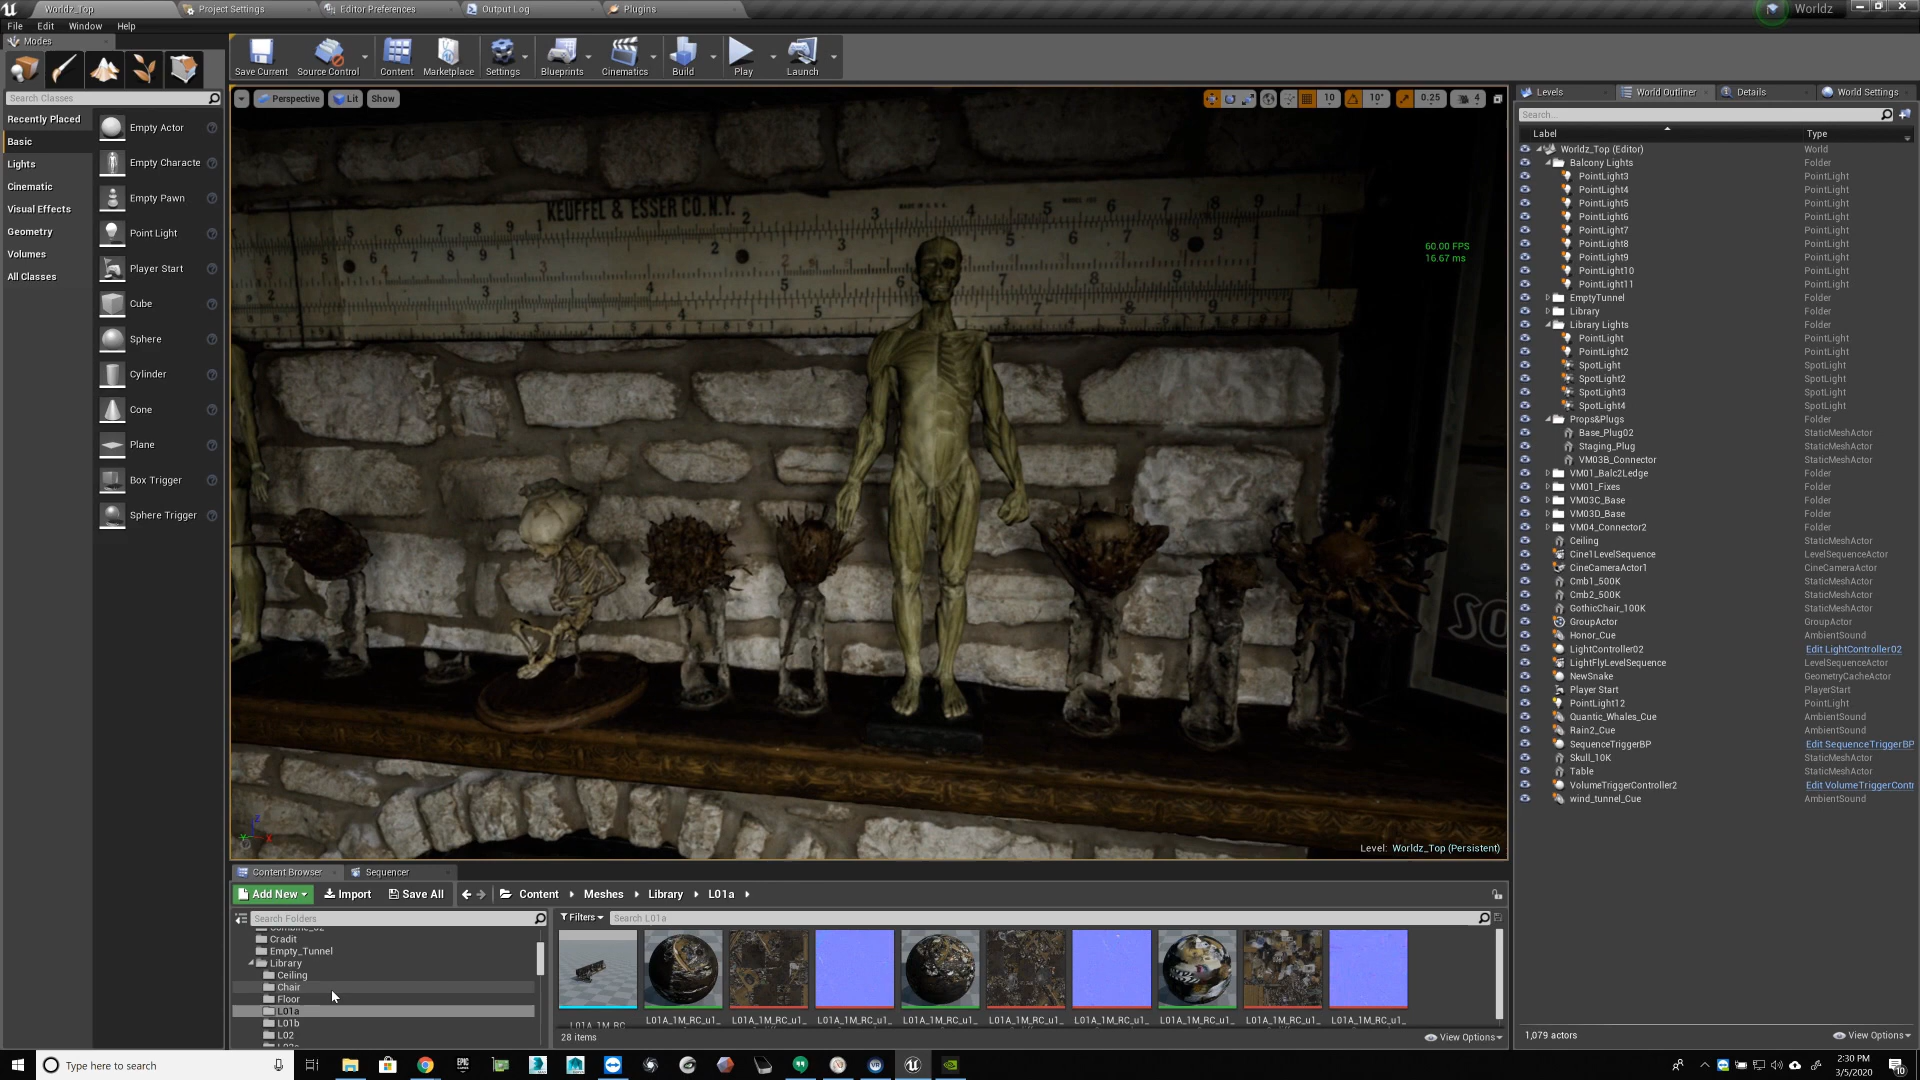 Worldz_Top
Project Settings
Editor Preferences
Output Log
Plugins
Worldz
File Edit Window Help
Modes
Save Current
Source Control
Content
Marketplace
Settings
Blueprints
Cinematics
Build
Play
Launch
Search Classes
Recently Placed
Basic
Lights
Cinematic
Visual Effects
Geometry
Volumes
All Classes
Empty Actor
Empty Characte
Empty Pawn
Point Light
Player Start
Cube
Sphere
Cylinder
Cone
Plane
Box Trigger
Sphere Trigger
Perspective Lit Show
10 10° 0.25 4
KEUFFEL & ESSER CO. N.Y.
60.00 FPS
16.67 ms
Level: Worldz_Top (Persistent)
Levels
World Outliner
Details
World Settings
Search...
Label Type
Worldz_Top (Editor) World
Balcony Lights Folder
PointLight3 PointLight
PointLight4 PointLight
PointLight5 PointLight
PointLight6 PointLight
PointLight7 PointLight
PointLight8 PointLight
PointLight9 PointLight
PointLight10 PointLight
PointLight11 PointLight
EmptyTunnel Folder
Library Folder
Library Lights Folder
PointLight PointLight
PointLight2 PointLight
SpotLight SpotLight
SpotLight2 SpotLight
SpotLight3 SpotLight
SpotLight4 SpotLight
Props&Plugs Folder
Base_Plug02 StaticMeshActor
Staging_Plug StaticMeshActor
VM03B_Connector StaticMeshActor
VM01_Balc2Ledge Folder
VM01_Fixes Folder
VM03C_Base Folder
VM03D_Base Folder
VM04_Connector2 Folder
Ceiling StaticMeshActor
Cine1LevelSequence LevelSequenceActor
CineCameraActor1 CineCameraActor
Cmb1_500K StaticMeshActor
Cmb2_500K StaticMeshActor
GothicChair_100K StaticMeshActor
GroupActor GroupActor
Honor_Cue AmbientSound
LightController02 Edit LightController02
LightFlyLevelSequence LevelSequenceActor
NewSnake GeometryCacheActor
Player Start PlayerStart
PointLight12 PointLight
Quantic_Whales_Cue AmbientSound
Rain2_Cue AmbientSound
SequenceTriggerBP Edit SequenceTriggerBP
Skull_10K StaticMeshActor
Table StaticMeshActor
VolumeTriggerController2 Edit VolumeTriggerContr
wind_tunnel_Cue AmbientSound
1,079 actors
View Options
Content Browser
Sequencer
Add New Import Save All Content Meshes Library L01a
Search Folders
Filters Search L01a
Cradit
Empty_Tunnel
Library
Ceiling
Chair
Floor
L01a
L01b
L02
L01A_1M_RC
L01A_1M_RC_u1_
L01A_1M_RC_u1_
L01A_1M_RC_u1_
L01A_1M_RC_u1_
L01A_1M_RC_u1_
L01A_1M_RC_u1_
L01A_1M_RC_u1_
L01A_1M_RC_u1_
L01A_1M_RC_u1_
28 items
View Options
Type here to search
2:30 PM
3/5/2020
10